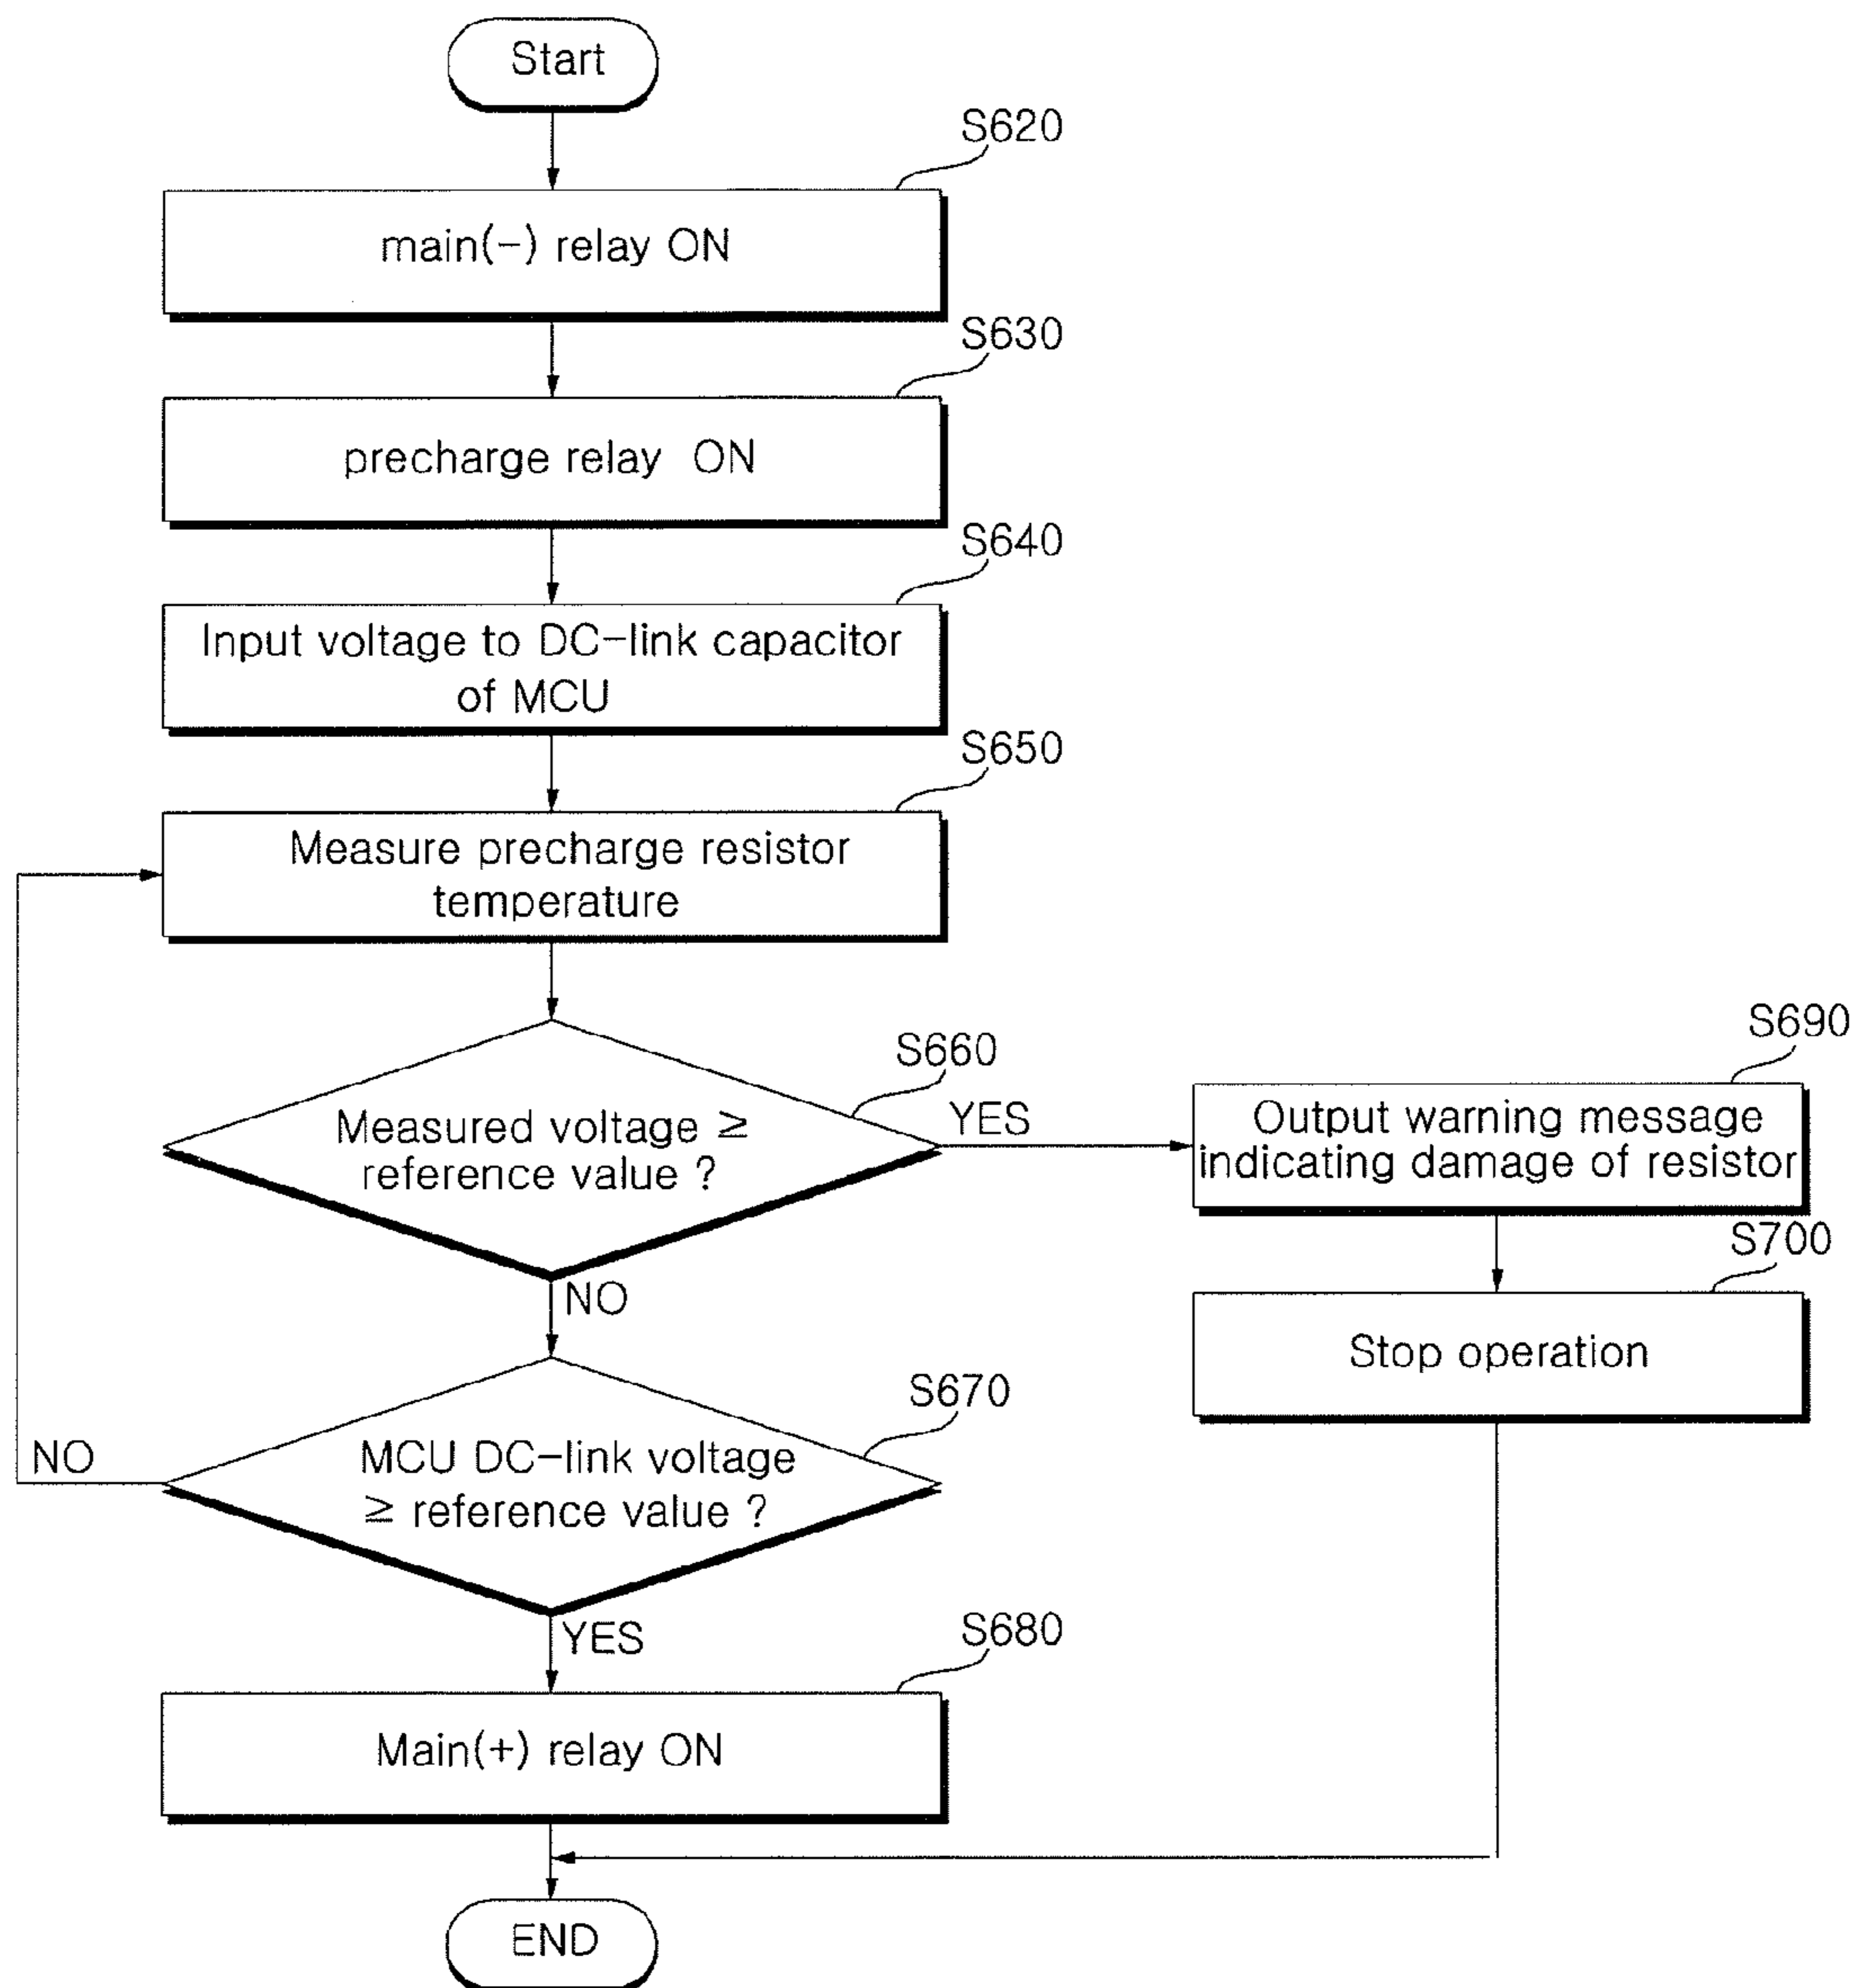 Start
S620
main(-) relay ON
S630
precharge relay ON
S640
Input voltage to DC-link capacitor
of MCU
S650
Measure precharge resistor
temperature
S660
Measured voltage ≥
reference value ?
YES
S690
Output warning message
indicating damage of resistor
S700
Stop operation
NO
S670
MCU DC-link voltage
≥ reference value ?
NO
YES
S680
Main(+) relay ON
END